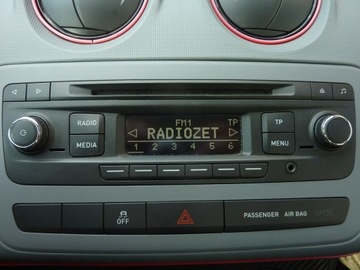 RADIO
FM1 TP
RADIOZET
TP
MEDIA
1 2 3 4 5 6
MENU
OFF
PASSENGER AIR BAG